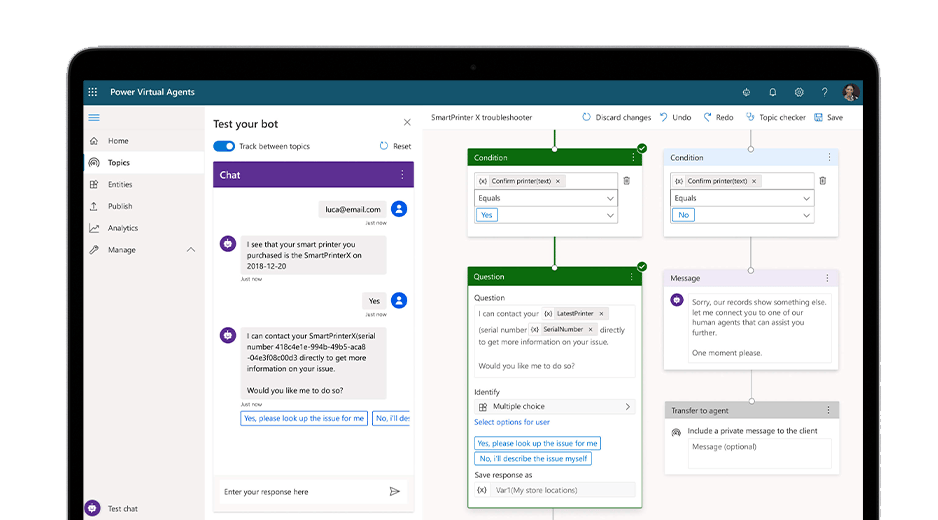 Power Virtual Agents
?
Home
Topics
Entities
Publish
Analytics
Manage
Test chat
Test your bot
Track between topics
Reset
Chat
luca@email.com
Just now
I see that your smart printer you
purchased is the SmartPrinterX on
2018-12-20
Just now
Yes
Just now
I can contact your SmartPrinterX(serial
number 418c4e1e-994b-49b5-aca8
-04e3f08c00d3 directly to get more
information on your issue.
Would you like me to do so?
Just now
Yes, please look up the issue for me
No, i'll des
Enter your response here
SmartPrinter X troubleshooter
Discard changes
Undo
Redo
Topic checker
Save
Condition
{x} Confirm printer(text) ×
Equals
Yes
Question
Question
I can contact your {x} LatestPrinter ×
(serial number {x} SerialNumber × directly
to get more information on your issue.
Would you like me to do so?
Identify
Multiple choice
Select options for user
Yes, please look up the issue for me
No, i'll describe the issue myself
Save response as
{x} Var1(My store locations)
Condition
{x} Confirm printer(text) ×
Equals
No
Message
Sorry, our records show something else.
let me connect you to one of our
human agents that can assist you
further.
One moment please.
Transfer to agent
Include a private message to the client
Message (optional)